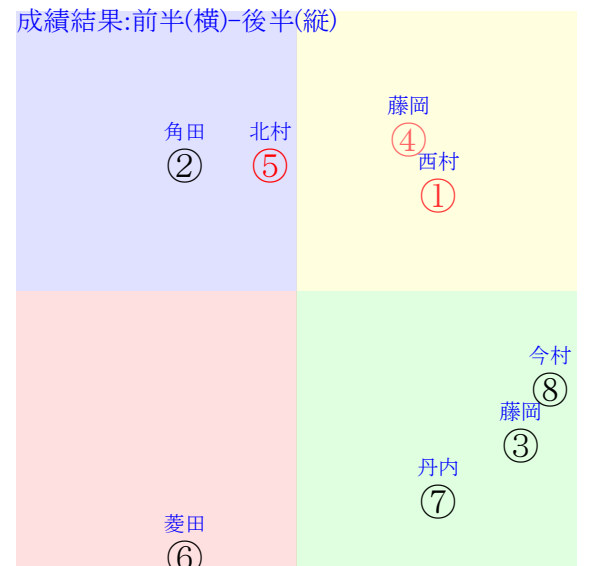 成績結果:前半(横)-後半(縦)
藤岡
④
角田
②
北村
⑤
西村
①
今村
⑧
藤岡
③
丹内
⑦
菱田
⑥